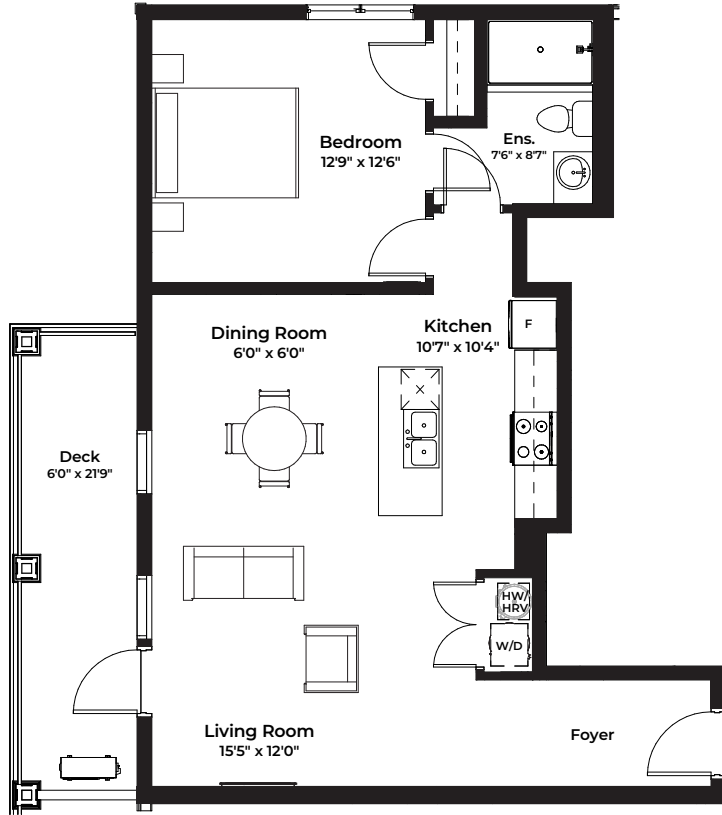 Bedroom
12'9" x 12'6"
Ens.
7'6" x 8'7"
Dining Room
6'0" x 6'0"
Kitchen
10'7" x 10'4"
F
Deck
6'0" x 21'9"
HW/
HRV
W/D
Living Room
15'5" x 12'0"
Foyer